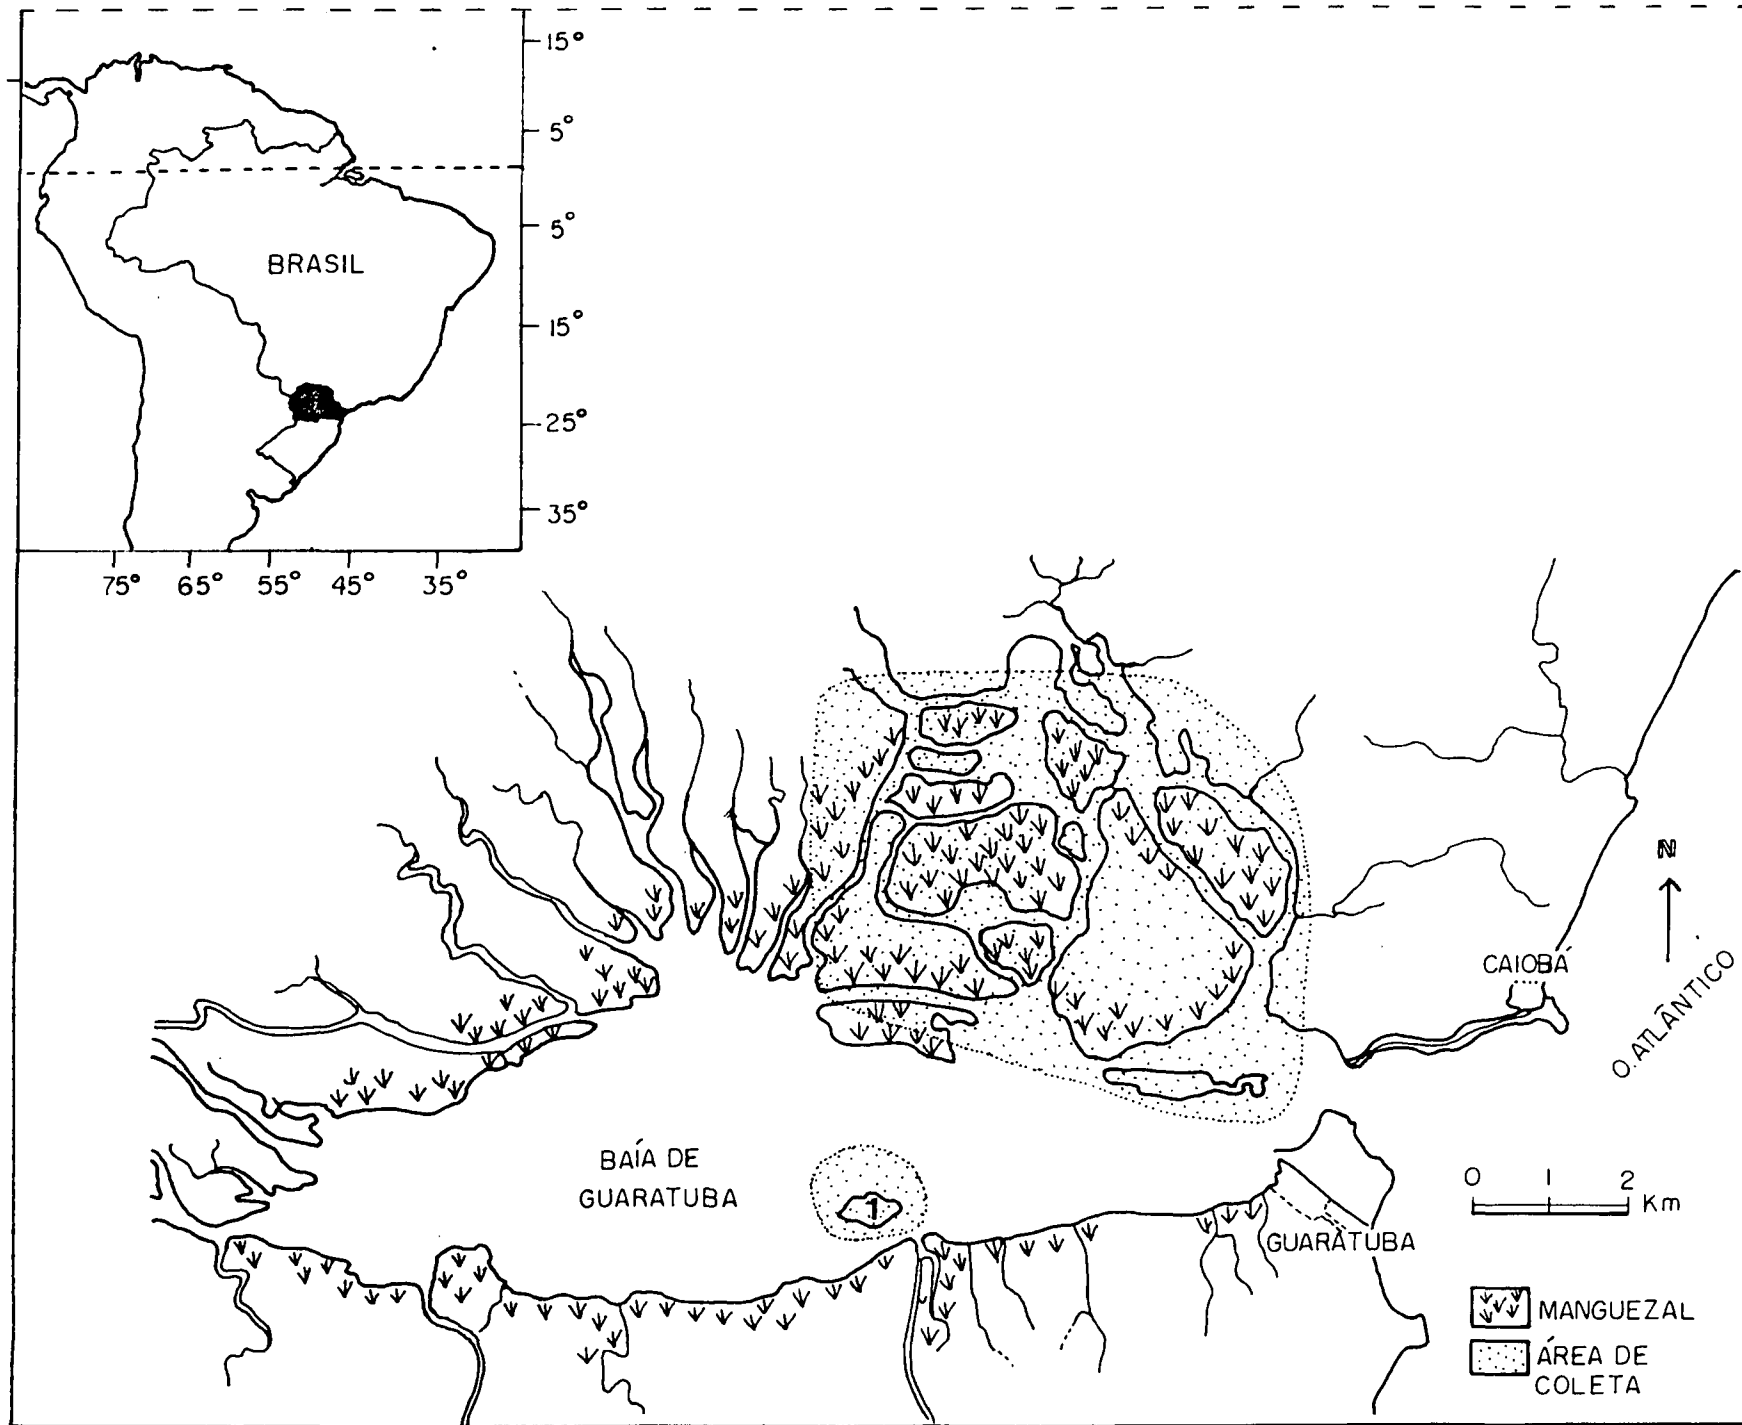 15°
5°
5°
BRASIL
15°
25°
35°
75° 65° 55° 45° 35°
N
CAIOBÁ
O. ATLÂNTICO
BAÍA DE
GUARATUBA
1
0 1 2
Km
GUARATUBA
MANGUEZAL
ÁREA DE
COLETA